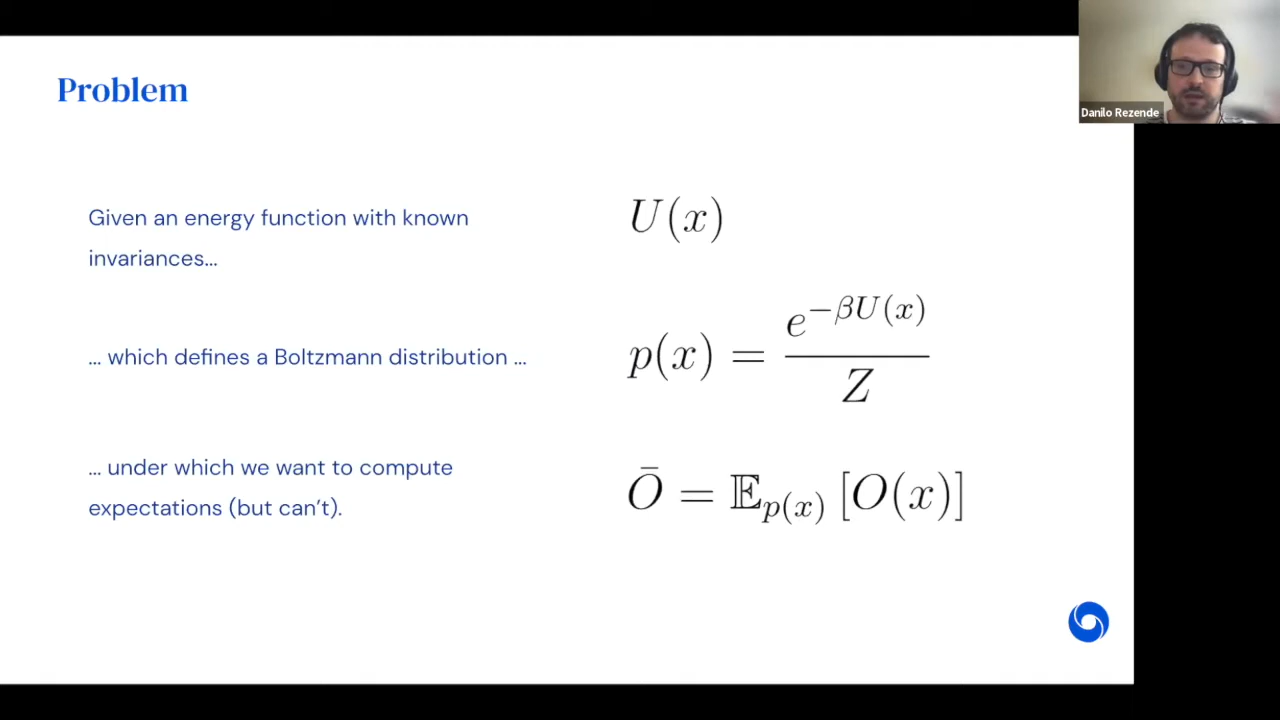 Problem
Danilo Rezende
Given an energy function with known
invariances...
U(x)
... which defines a Boltzmann distribution ...
p(x) = e^{-βU(x)} / Z
... under which we want to compute
expectations (but can't).
Ō = 𝔼_{p(x)} [O(x)]